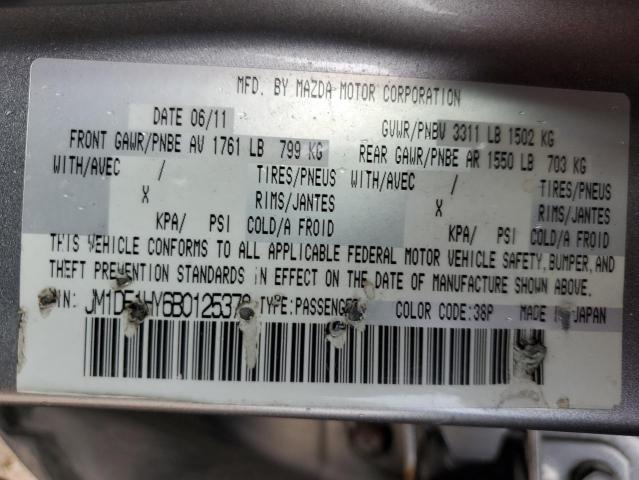 MFD. BY MAZDA MOTOR CORPORATION
DATE 06/11
GVWR/PNBV 3311 LB 1502 KG
FRONT GAWR/PNBE AV 1761 LB 799 KG
REAR GAWR/PNBE AR 1550 LB 703 KG
WITH/AVEC / TIRES/PNEUS WITH/AVEC / TIRES/PNEUS
X RIMS/JANTES X RIMS/JANTES
KPA/ PSI COLD/A FROID KPA/ PSI COLD/A FROID
THIS VEHICLE CONFORMS TO ALL APPLICABLE FEDERAL MOTOR VEHICLE SAFETY, BUMPER, AND
THEFT PREVENTION STANDARDS IN EFFECT ON THE DATE OF MANUFACTURE SHOWN ABOVE.
TYPE: PASSENGER COLOR CODE: 38P MADE IN JAPAN